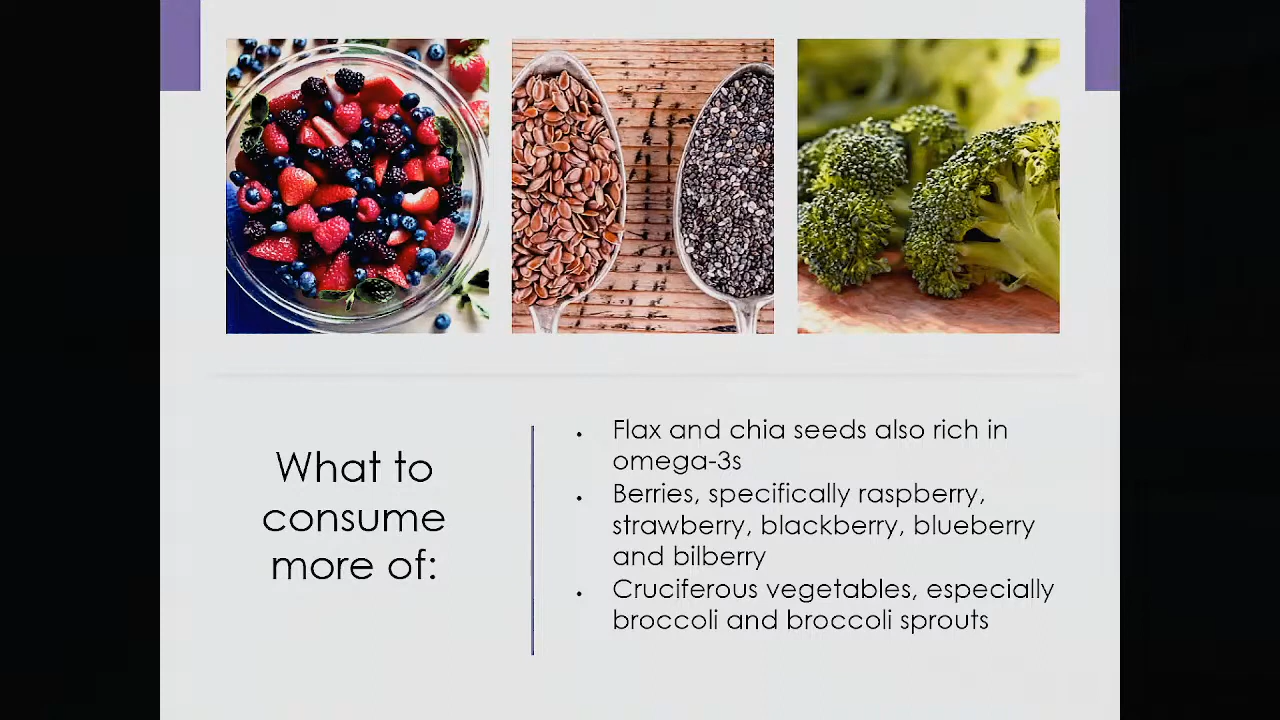 What to
consume
more of:
Flax and chia seeds also rich in
omega-3s
Berries, specifically raspberry,
strawberry, blackberry, blueberry
and bilberry
Cruciferous vegetables, especially
broccoli and broccoli sprouts